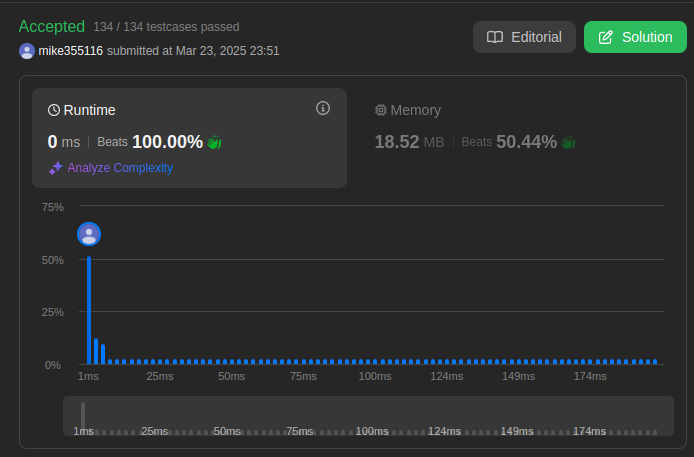 Accepted 134 / 134 testcases passed
mike355116 submitted at Mar 23, 2025 23:51
Editorial
Solution
Runtime
0 ms | Beats 100.00%
Analyze Complexity
Memory
18.52 MB | Beats 50.44%
75%
50%
25%
0%
1ms 25ms 50ms 75ms 100ms 124ms 149ms 174ms
1ms 25ms 50ms 75ms 100ms 124ms 149ms 174ms